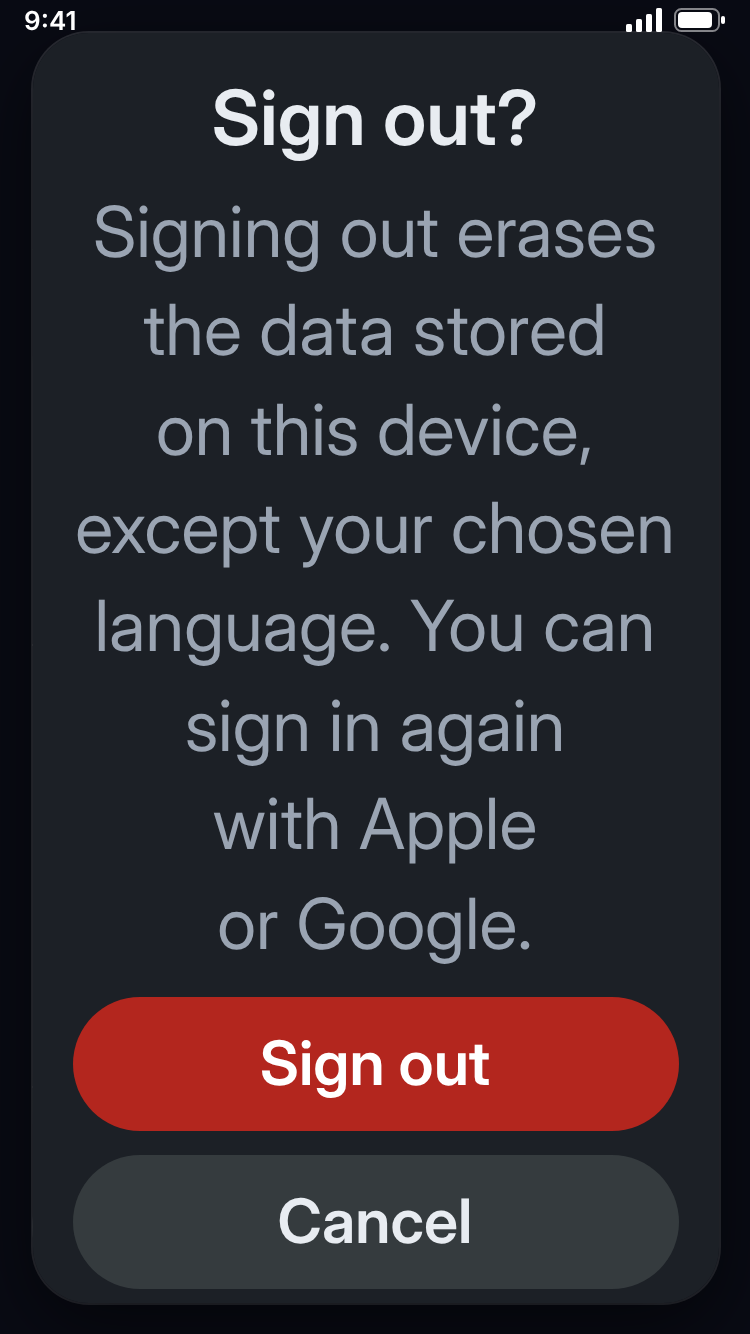 9:41
Sign out?
Signing out erases
the data stored
on this device,
except your chosen
language. You can
sign in again
with Apple
or Google.
Sign out
Cancel